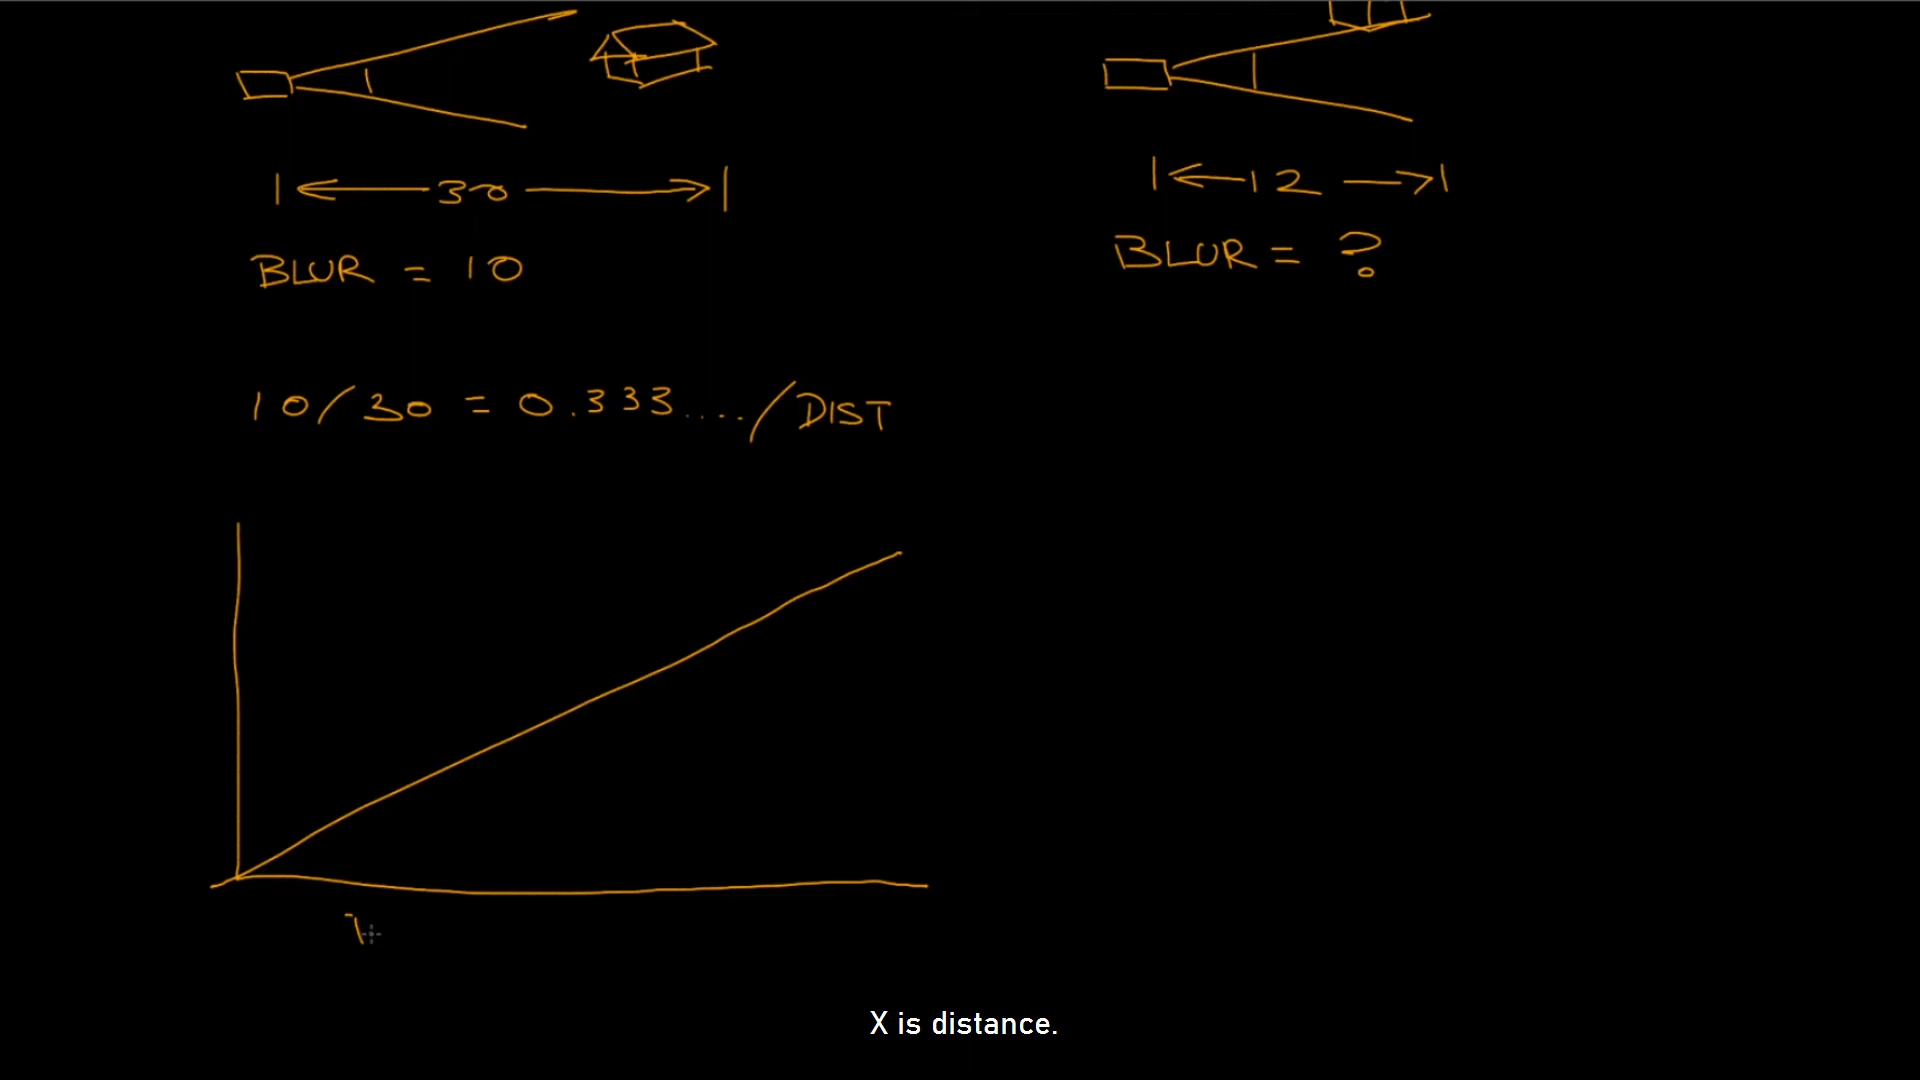 30
12
BLUR = 10
BLUR = ?
10/30 = 0.333..../DIST
X is distance.